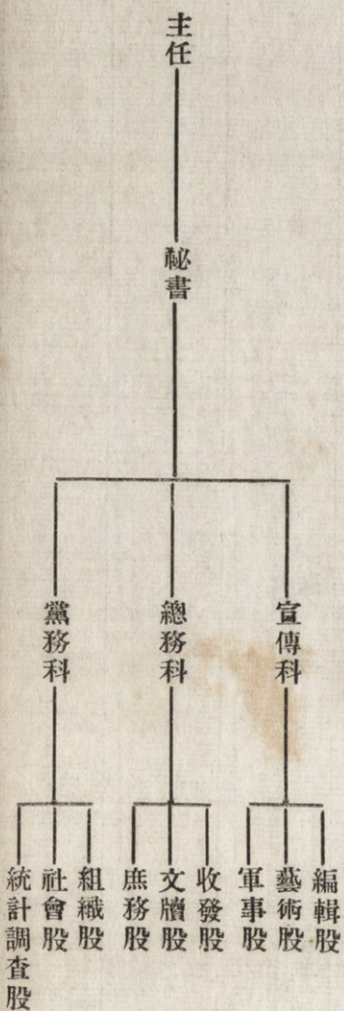 主任
祕書
宣傳科
總務科
黨務科
編輯股
藝術股
軍事股
收發股
文牘股
庶務股
組織股
社會股
統計調查股